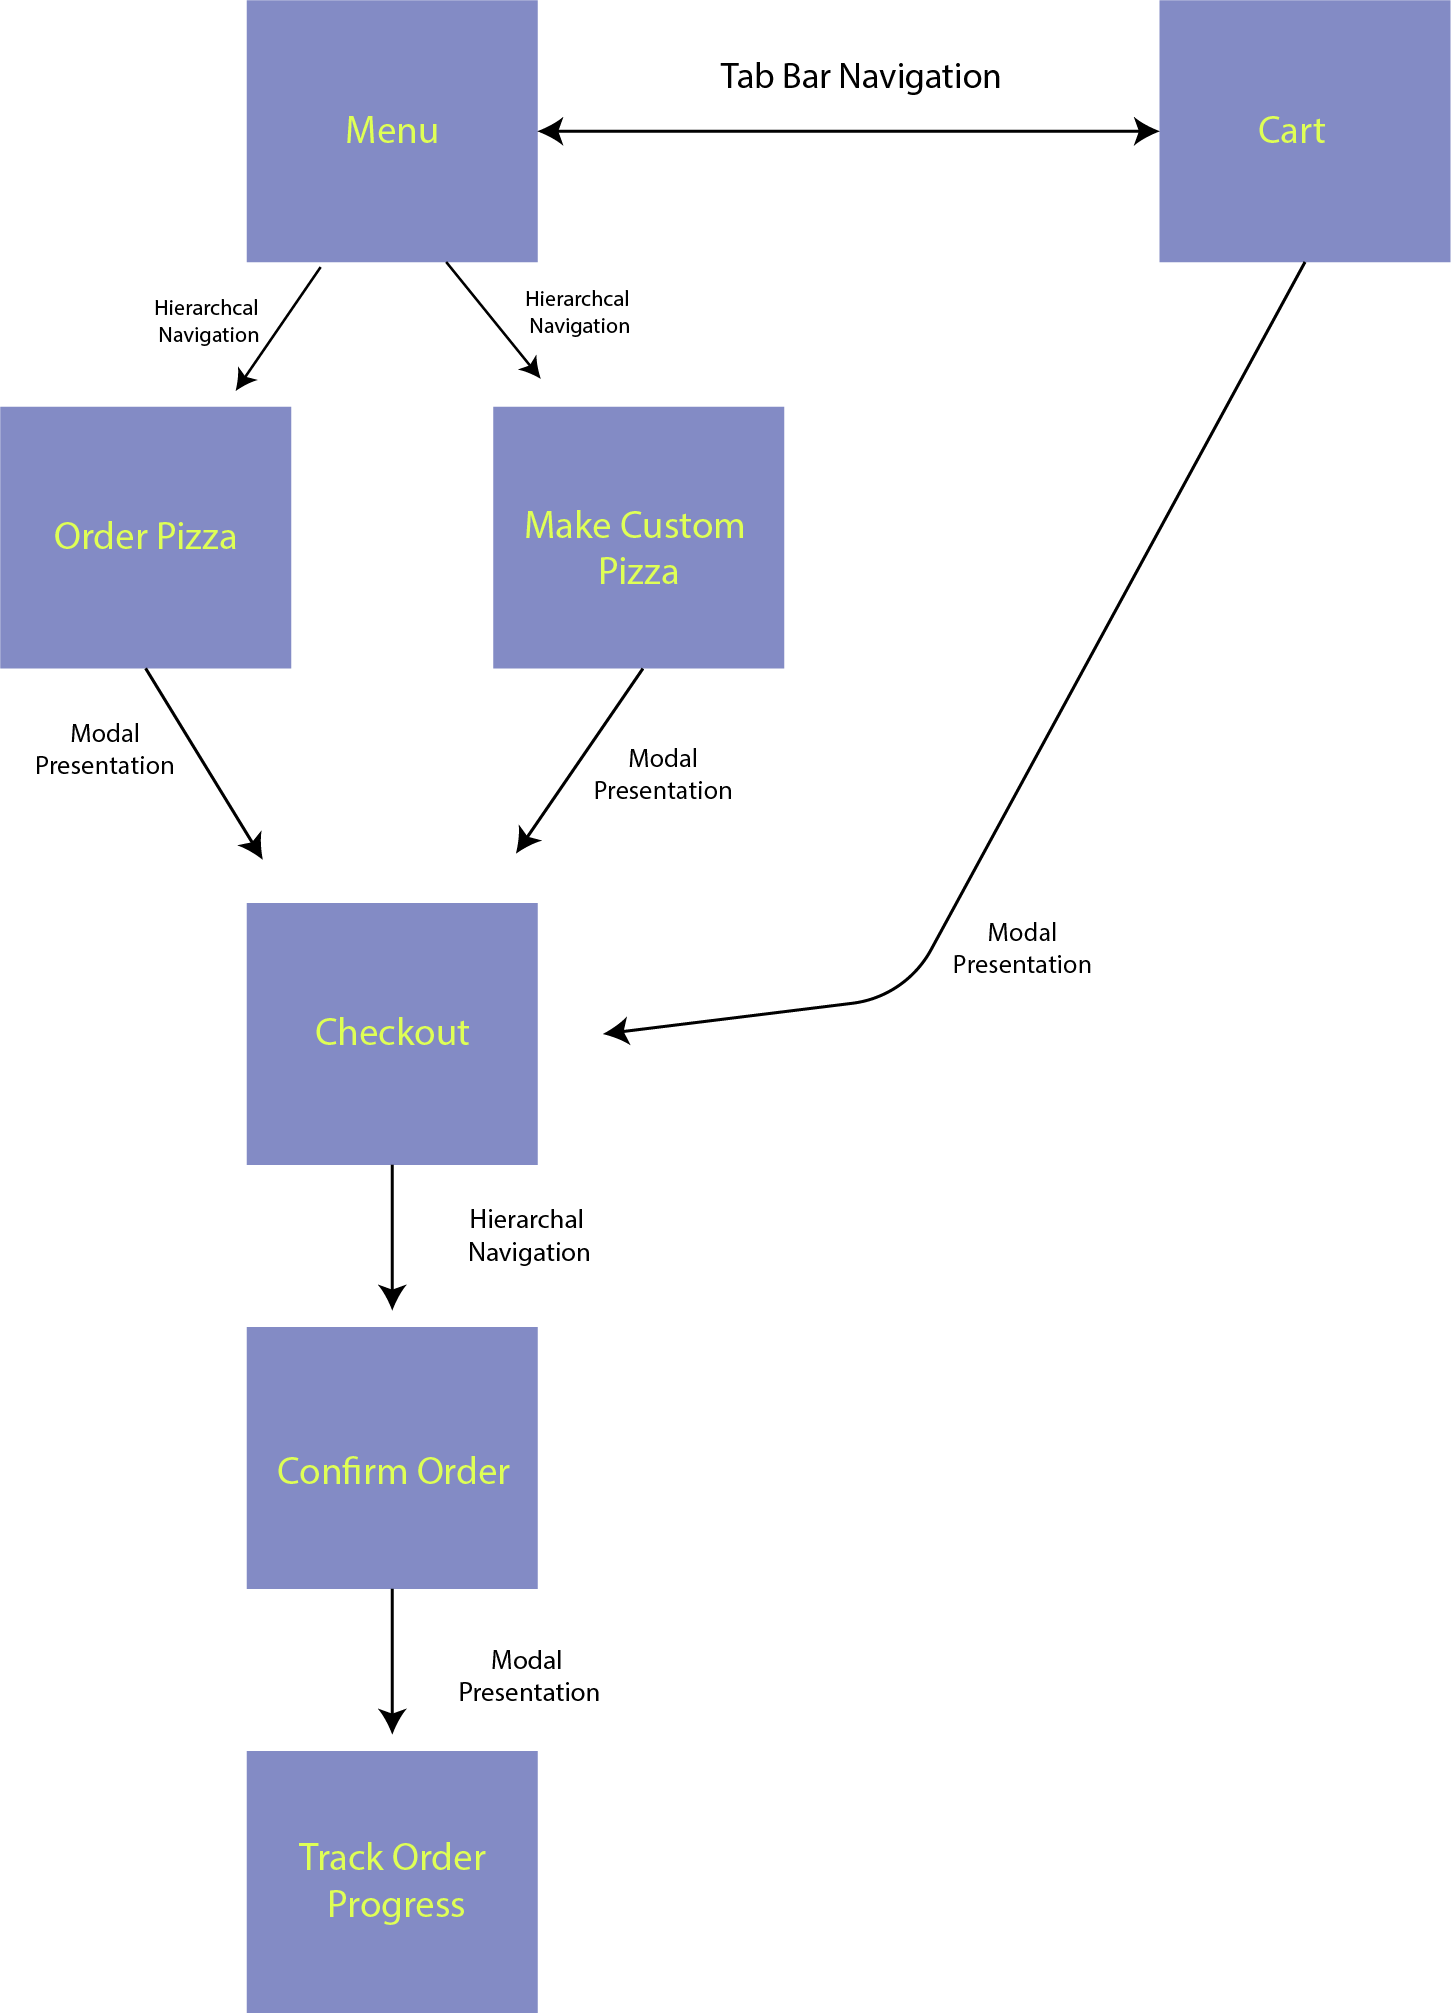 Menu
Tab Bar Navigation
Cart
Hierarchcal
Navigation
Hierarchcal
Navigation
Order Pizza
Make Custom
Pizza
Modal
Presentation
Modal
Presentation
Modal
Presentation
Checkout
Hierarchal
Navigation
Confirm Order
Modal
Presentation
Track Order
Progress